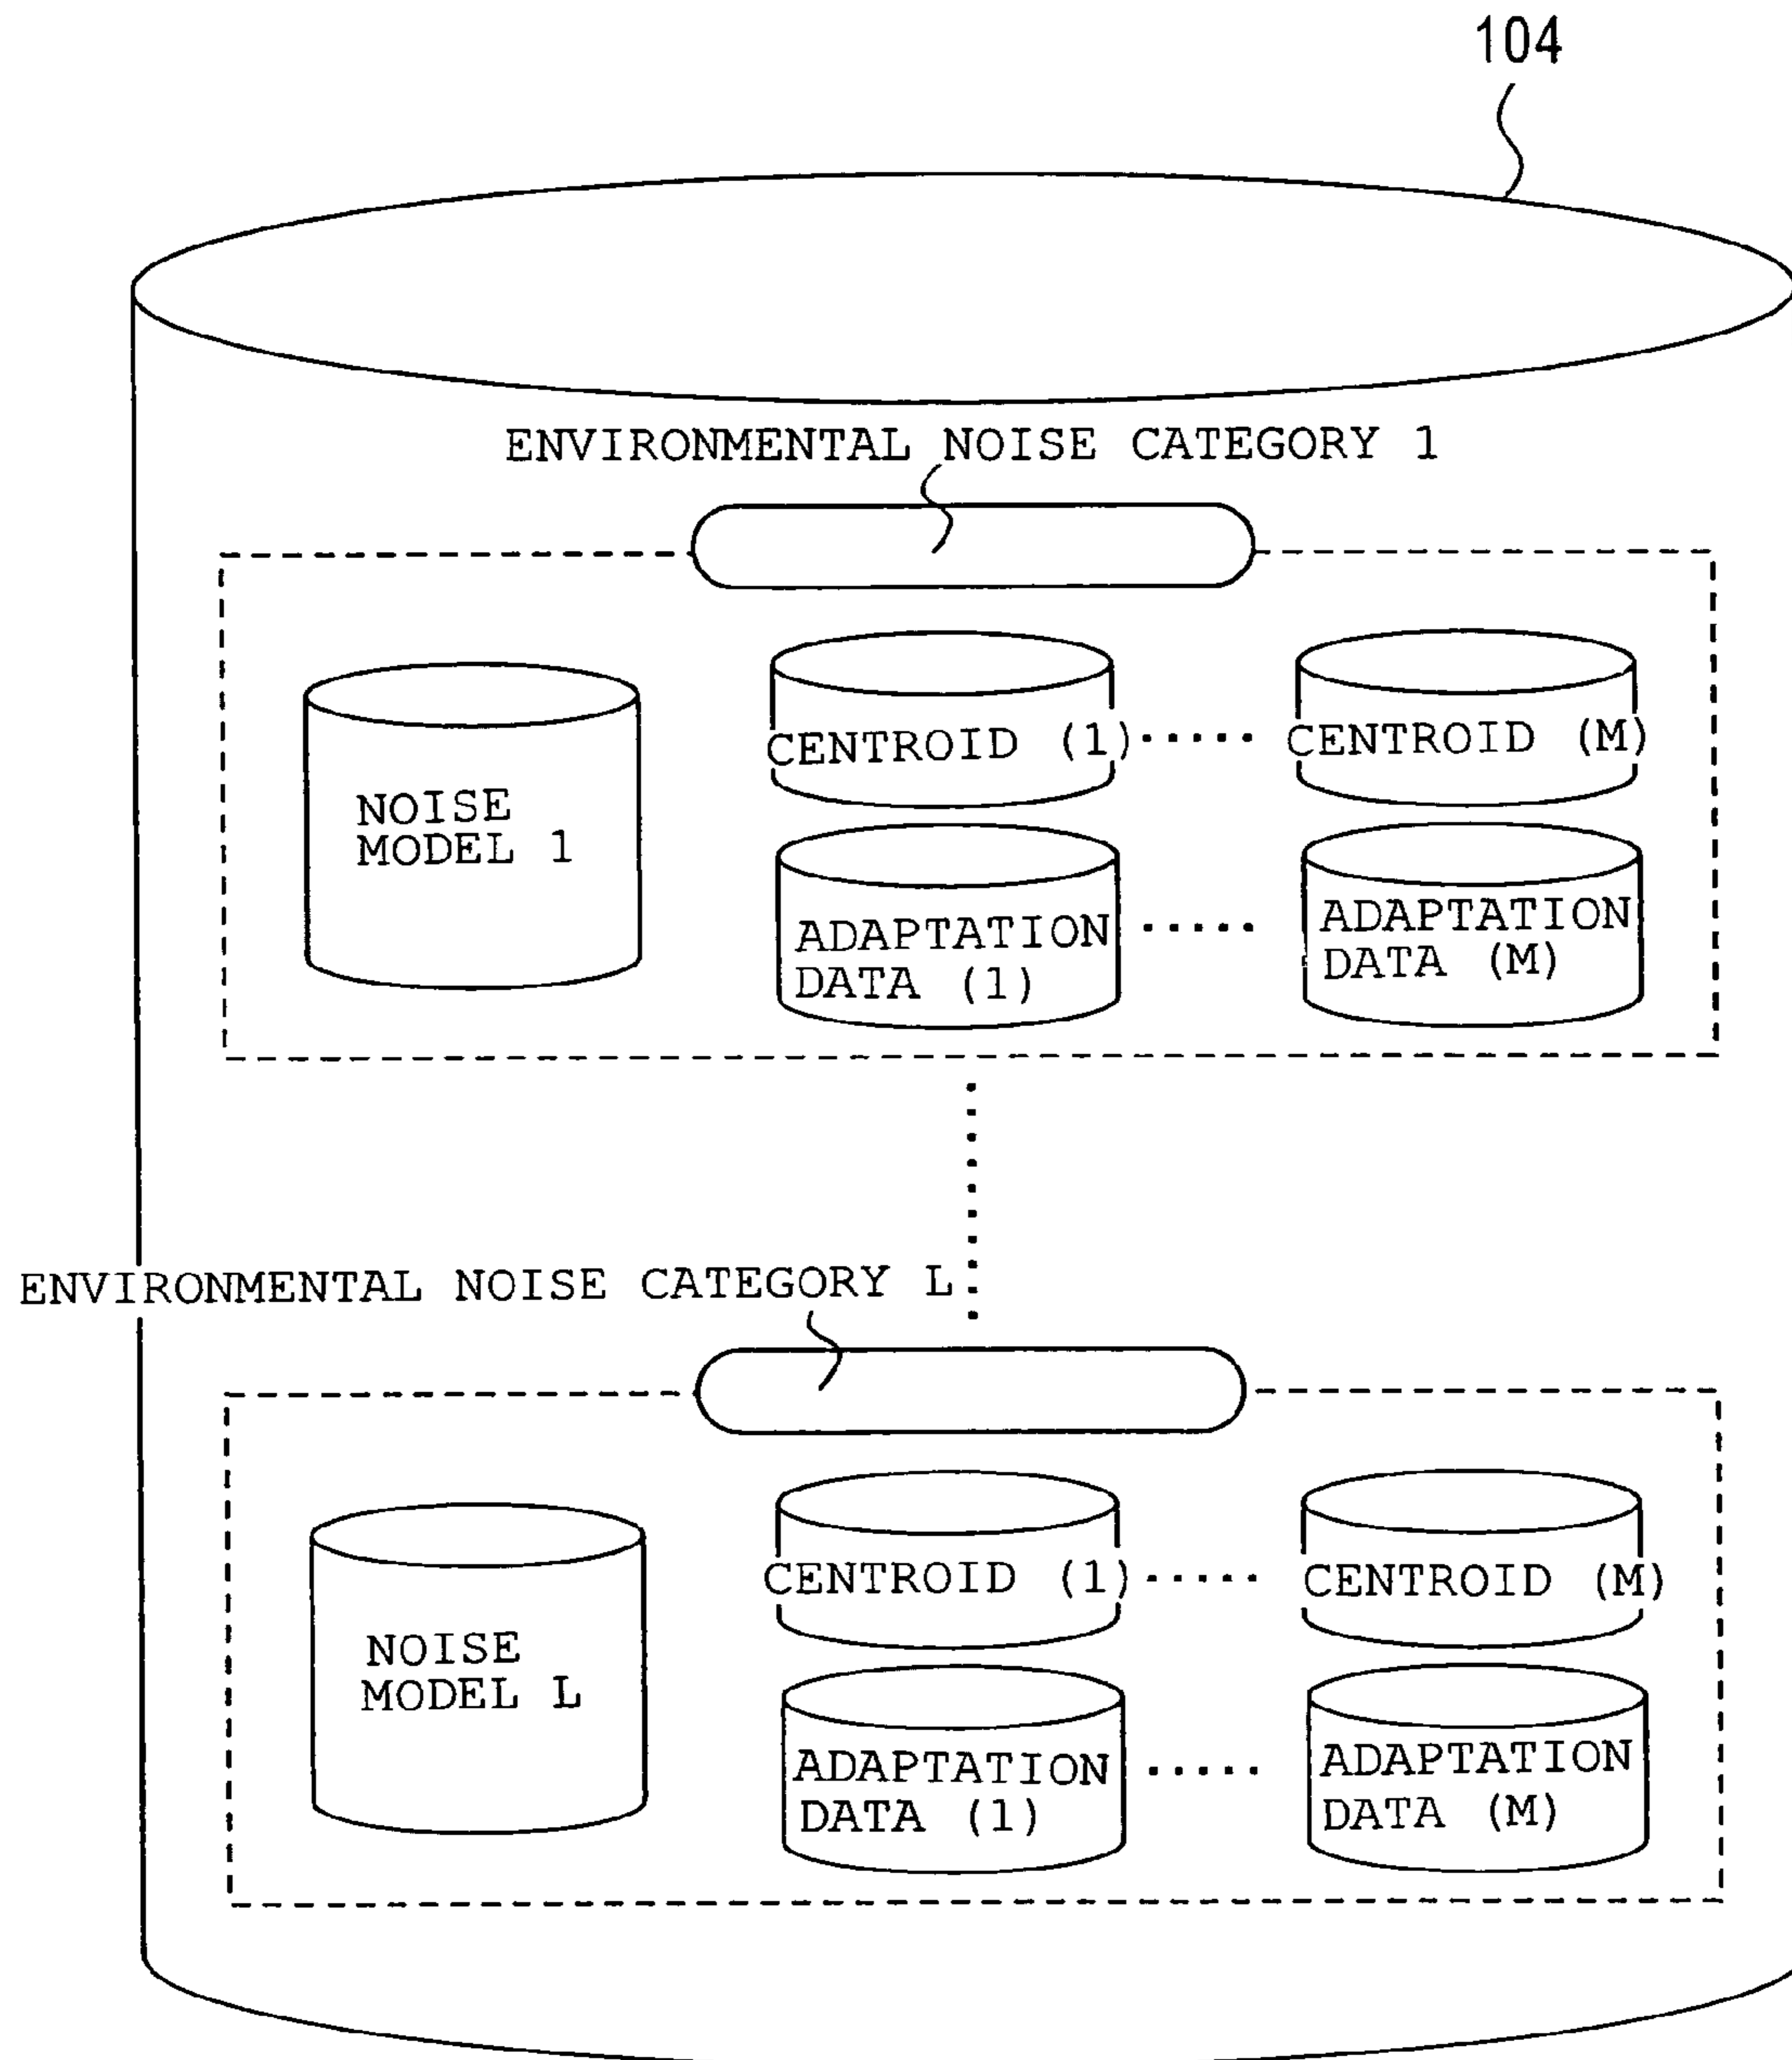 104
ENVIRONMENTAL NOISE CATEGORY 1
NOISE
MODEL 1
CENTROID (1) ..... CENTROID (M)
ADAPTATION
DATA (1)
.....
ADAPTATION
DATA (M)
ENVIRONMENTAL NOISE CATEGORY L
NOISE
MODEL L
CENTROID (1) ..... CENTROID (M)
ADAPTATION
DATA (1)
.....
ADAPTATION
DATA (M)